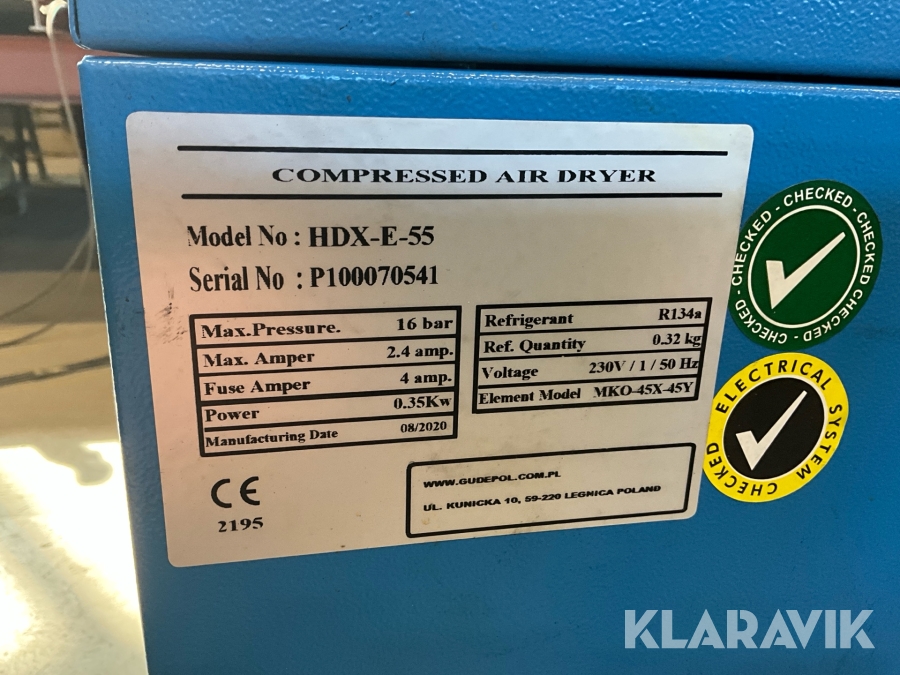 COMPRESSED AIR DRYER
Model No : HDX-E-55
Serial No : P100070541
Max.Pressure. 16 bar
Max. Amper 2.4 amp.
Fuse Amper 4 amp.
Power 0.35Kw
Manufacturing Date 08/2020
Refrigerant R134a
Ref. Quantity 0.32 kg
Voltage 230V / 1 / 50 Hz
Element Model MKO-45X-45Y
CE
2195
WWW.GUDEPOL.COM.PL
UL. KUNICKA 10, 59-220 LEGNICA POLAND
CHECKED - CHECKED - CHECKED - CHECKED - CHECKED -
ELECTRICAL SYSTEM CHECKED
KLARAVIK